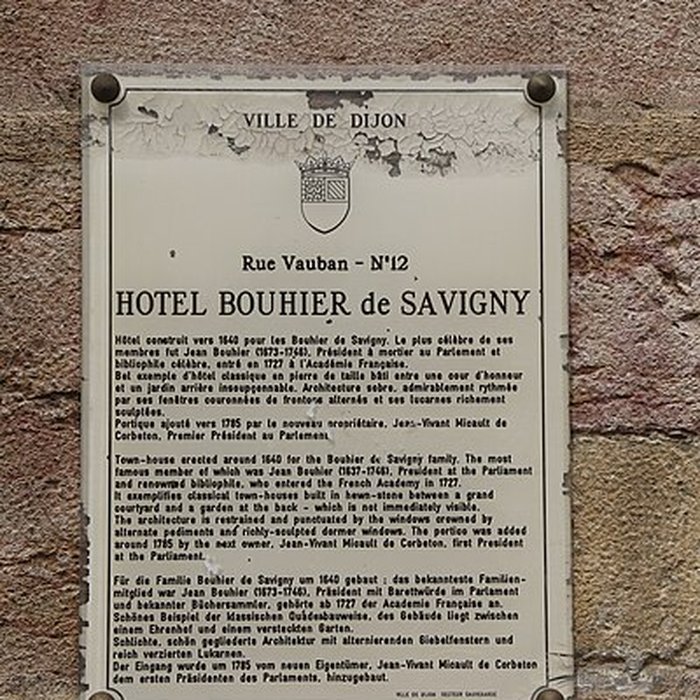 VILLE DE DIJON
Rue Vauban - N°12
HOTEL BOUHIER de SAVIGNY
Hôtel construit vers 1640 pour les Bouhier de Savigny. Le plus célèbre de ses
membres fut Jean Bouhier (1673-1746), Président à mortier au Parlement et
bibliophile célèbre, entré en 1727 à l'Académie Française.
Bel exemple d'hôtel classique en pierre de taille bâti entre une cour d'honneur
et un jardin arrière insoupçonnable. Architecture sobre, admirablement rythmée
par ses fenêtres couronnées de frontons alternés et ses lucarnes richement
sculptées.
Portique ajouté vers 1785 par le nouveau propriétaire, Jean-Vivant Micault de
Corbeton, Premier Président au Parlement
Town-house erected around 1640 for the Bouhier de Savigny family. The most
famous member of which was Jean Bouhier (1637-1746), President at the Parliament
and renowned bibliophile, who entered the French Academy in 1727.
It exemplifies classical town-houses built in hewn-stone between a grand
courtyard and a garden at the back - which is not immediately visible.
The architecture is restrained and punctuated by the windows crowned by
alternate pediments and richly-sculpted dormer windows. The portico was added
around 1785 by the next owner, Jean-Vivant Micault de Corbeton, first President
at the Parliament.
Für die Familie Bouhier de Savigny um 1640 gebaut ; das bekannteste Familien-
mitglied war Jean Bouhier (1673-1746), Präsident mit Barettwürde im Parlament
und bekannter Büchersammler, gehörte ab 1727 der Academie Française an.
Schönes Beispiel der klassischen Quadesbauweise, des Gebäude liegt zwischen
einem Ehrenhof und einem versteckten Garten.
Schlichte, schön gegliederte Architektur mit alternierenden Giebelfenstern und
reich verzierten Lukarnen.
Der Eingang wurde um 1785 vom neuen Eigentümer, Jean-Vivant Micault de Corbeton
dem ersten Präsidenten des Parlaments, hinzugebaut.
VILLE DE DIJON SECTEUR SAUVEGARDE